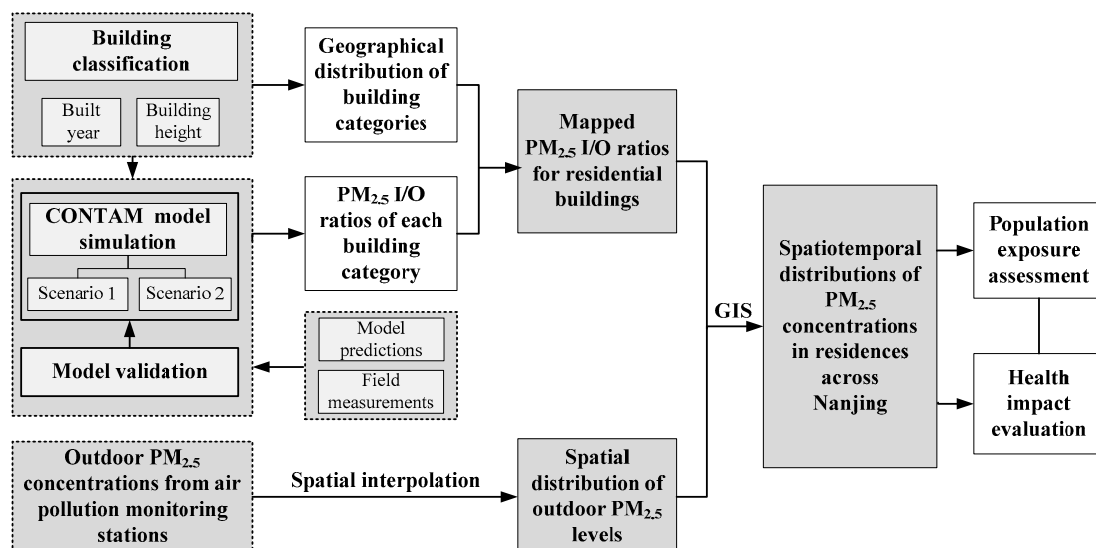 Building
classification
Built
year
Building
height
Geographical
distribution of
building
categories
CONTAM model
simulation
Scenario 1
Scenario 2
Model validation
PM2.5 I/O
ratios of each
building
category
Model
predictions
Field
measurements
Mapped
PM2.5 I/O ratios
for residential
buildings
Outdoor PM2.5
concentrations from air
pollution monitoring
stations
Spatial interpolation
Spatial
distribution of
outdoor PM2.5
levels
GIS
Spatiotemporal
distributions of
PM2.5
concentrations
in residences
across
Nanjing
Population
exposure
assessment
Health
impact
evaluation